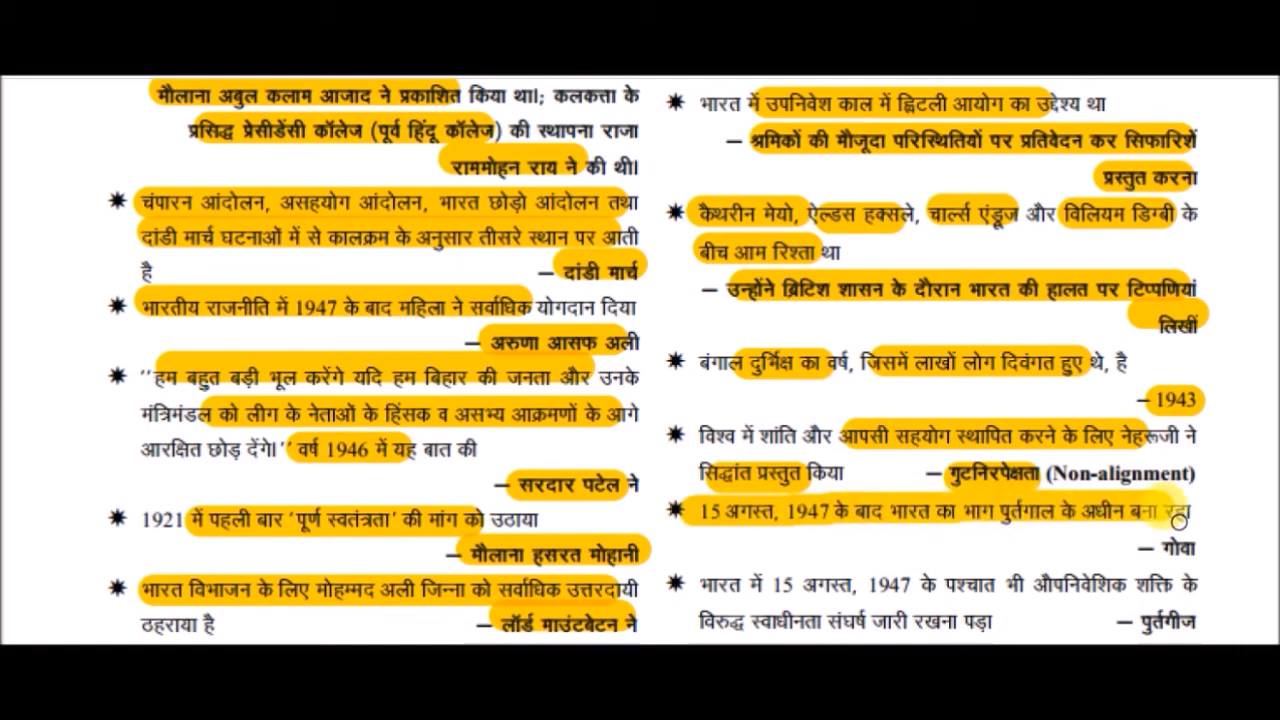 मौलाना अबुल कलाम आजाद ने प्रकाशित किया था।; कलकत्ता के
प्रसिद्ध प्रेसीडेंसी कॉलेज (पूर्व हिंदू कॉलेज) की स्थापना राजा
राममोहन राय ने की थी।
✷ चंपारन आंदोलन, असहयोग आंदोलन, भारत छोड़ो आंदोलन तथा
दांडी मार्च घटनाओं में से कालक्रम के अनुसार तीसरे स्थान पर आती
है – दांडी मार्च
✷ भारतीय राजनीति में 1947 के बाद महिला ने सर्वाधिक योगदान दिया
– अरुणा आसफ अली
✷ ''हम बहुत बड़ी भूल करेंगे यदि हम बिहार की जनता और उनके
मंत्रिमंडल को लीग के नेताओं के हिंसक व असभ्य आक्रमणों के आगे
आरक्षित छोड़ देंगे।'' वर्ष 1946 में यह बात की
– सरदार पटेल ने
✷ 1921 में पहली बार 'पूर्ण स्वतंत्रता' की मांग को उठाया
– मौलाना हसरत मोहानी
✷ भारत विभाजन के लिए मोहम्मद अली जिन्ना को सर्वाधिक उत्तरदायी
ठहराया है – लॉर्ड माउंटबेटन ने
✷ भारत में उपनिवेश काल में ह्विटली आयोग का उद्देश्य था
– श्रमिकों की मौजूदा परिस्थितियों पर प्रतिवेदन कर सिफारिशें
प्रस्तुत करना
✷ कैथरीन मेयो, ऐल्डस हक्सले, चार्ल्स एंड्रूज और विलियम डिग्बी के
बीच आम रिश्ता था
– उन्होंने ब्रिटिश शासन के दौरान भारत की हालत पर टिप्पणियां
लिखीं
✷ बंगाल दुर्भिक्ष का वर्ष, जिसमें लाखों लोग दिवंगत हुए थे, है
– 1943
✷ विश्व में शांति और आपसी सहयोग स्थापित करने के लिए नेहरूजी ने
सिद्धांत प्रस्तुत किया – गुटनिरपेक्षता (Non-alignment)
✷ 15 अगस्त, 1947 के बाद भारत का भाग पुर्तगाल के अधीन बना रहा
– गोवा
✷ भारत में 15 अगस्त, 1947 के पश्चात भी औपनिवेशिक शक्ति के
विरुद्ध स्वाधीनता संघर्ष जारी रखना पड़ा – पुर्तगीज